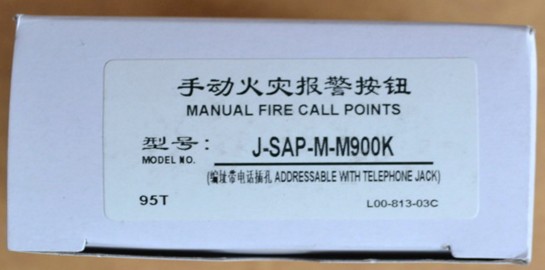 手动火灾报警按钮
MANUAL FIRE CALL POINTS
型号: J-SAP-M-M900K
MODEL NO.
(编址带电话插孔 ADDRESSABLE WITH TELEPHONE JACK)
95T L00-813-03C